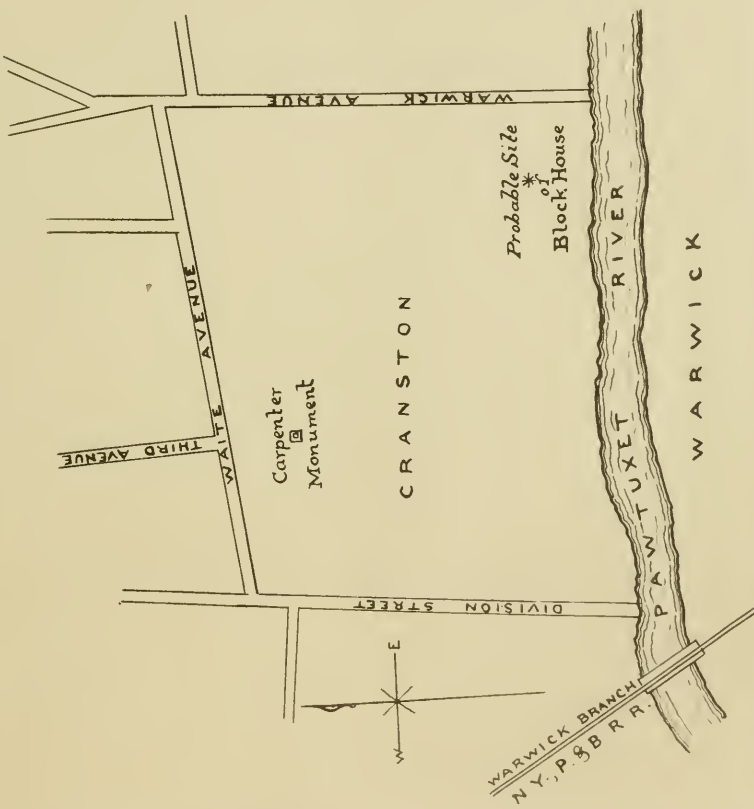 WARWICK AVENUE
Probable Site
of
Block House
WAITE AVENUE
THIRD AVENUE
Carpenter
Monument
CRANSTON
PAWTUXET RIVER
WARWICK
DIVISION STREET
W
E
WARWICK BRANCH
N Y., P. & B R R.